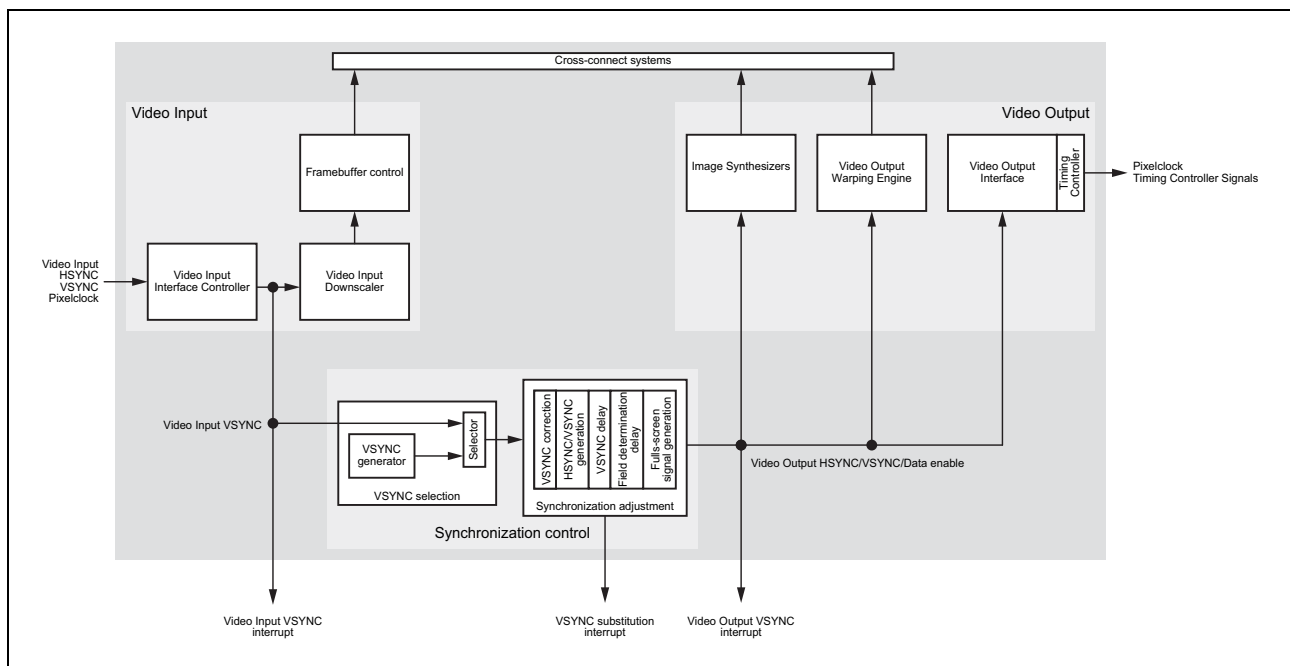 Cross-connect systems
Video Input
Video Output
Framebuffer control
Image Synthesizers
Video Output
Warping Engine
Video Output
Interface
Timing
Controller
Pixelclock
Timing Controller Signals
Video Input
HSYNC
VSYNC
Pixelclock
Video Input
Interface Controller
Video Input
Downscaler
Video Input VSYNC
VSYNC
generator
Selector
VSYNC selection
VSYNC correction
HSYNC/VSYNC
generation
VSYNC delay
Field determination
delay
Fulls-screen
signal generation
Synchronization adjustment
Video Output HSYNC/VSYNC/Data enable
Synchronization control
Video Input VSYNC
interrupt
VSYNC substitution
interrupt
Video Output VSYNC
interrupt